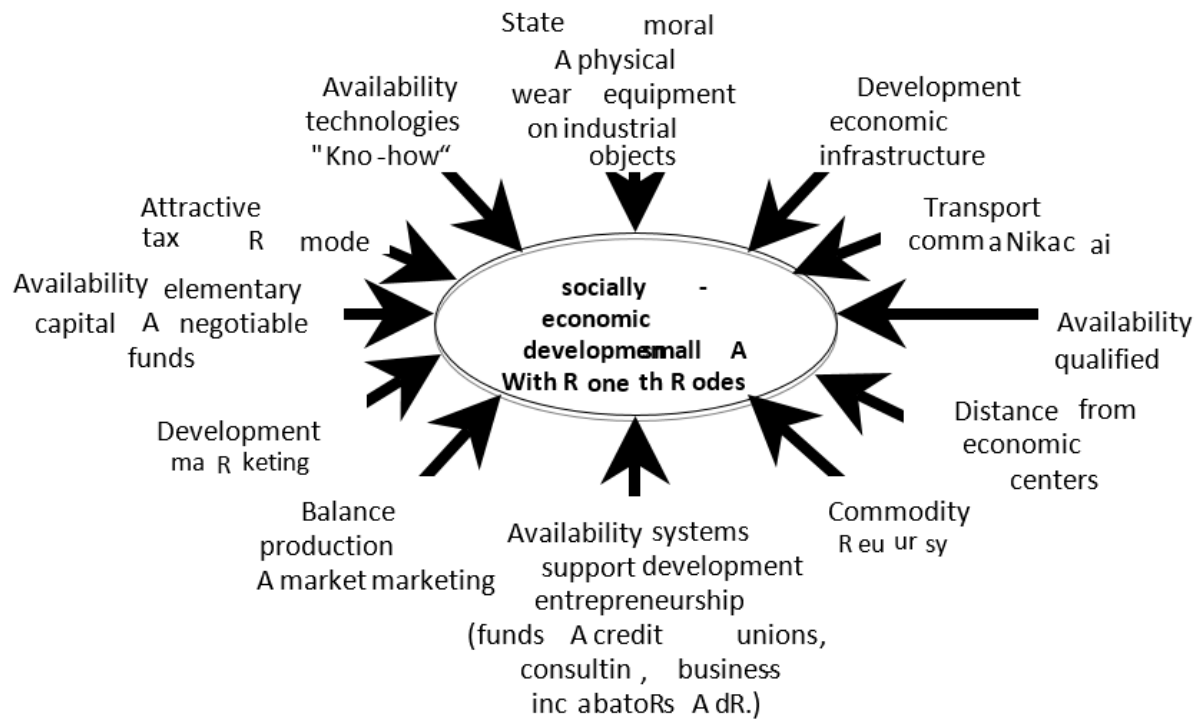 State moral
A physical
wear equipment
on industrial
objects
Availability
technologies
"Kno -how“
Development
economic
infrastructure
Attractive
tax R mode
Transport
comm a Nikac ai
Availability elementary
capital A negotiable
funds
socially -
economic
developmen small A
With R one th R odes
Availability
qualified
Development
ma R keting
Distance from
economic
centers
Balance
production
A market marketing
Availability systems
support development
entrepreneurship
(funds A credit unions,
consultin , business
inc abatoRs A dR.)
Commodity
R eu ur sy